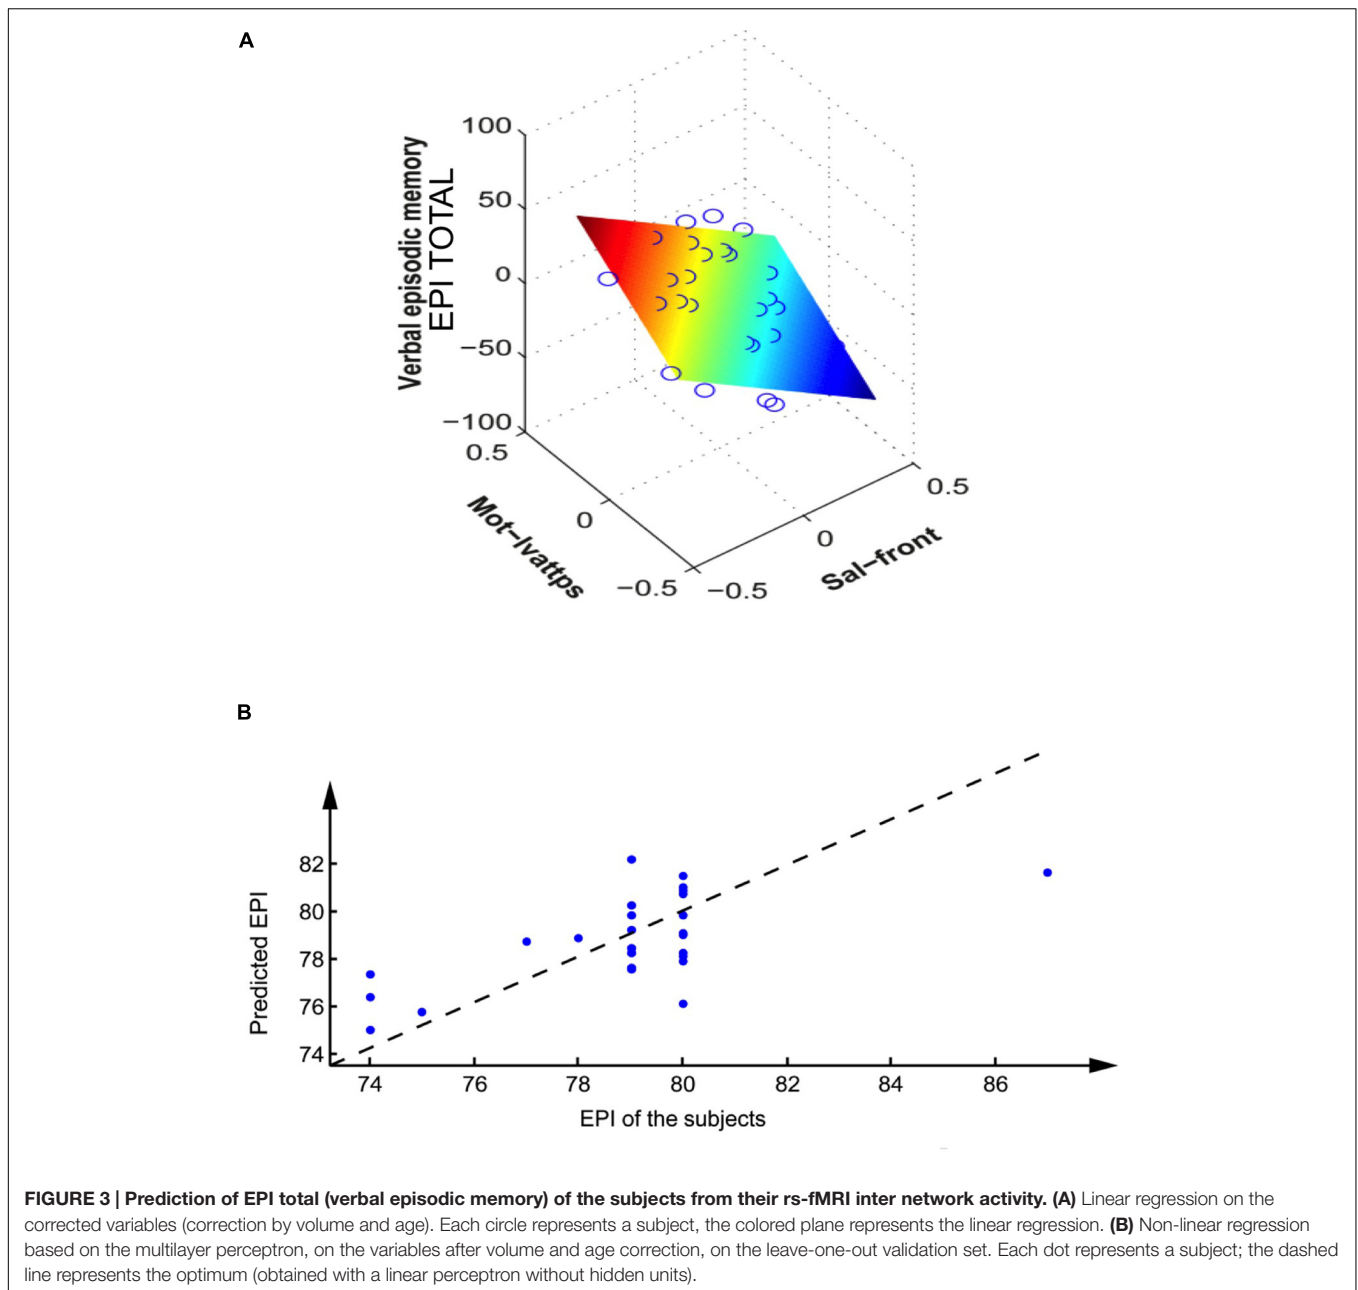 A
100
50
0
−50
−100
Verbal episodic memory
EPI TOTAL
0.5
0
−0.5
Mot−lvattps
−0.5
0
0.5
Sal−front
B
82
80
78
76
74
Predicted EPI
74 76 78 80 82 84 86
EPI of the subjects
FIGURE 3 | Prediction of EPI total (verbal episodic memory) of the subjects from their rs-fMRI inter network activity. (A) Linear regression on the
corrected variables (correction by volume and age). Each circle represents a subject, the colored plane represents the linear regression. (B) Non-linear regression
based on the multilayer perceptron, on the variables after volume and age correction, on the leave-one-out validation set. Each dot represents a subject; the dashed
line represents the optimum (obtained with a linear perceptron without hidden units).